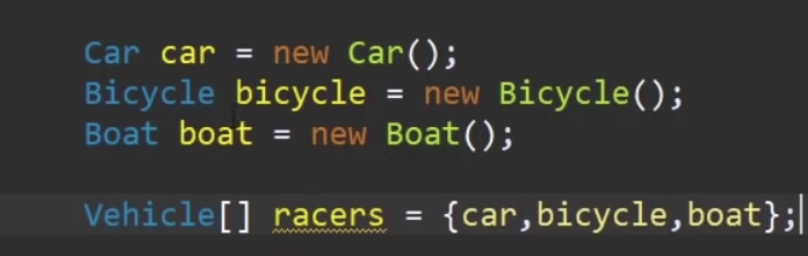 Car car = new Car();
Bicycle bicycle = new Bicycle();
Boat boat = new Boat();
Vehicle[] racers = {car,bicycle,boat};